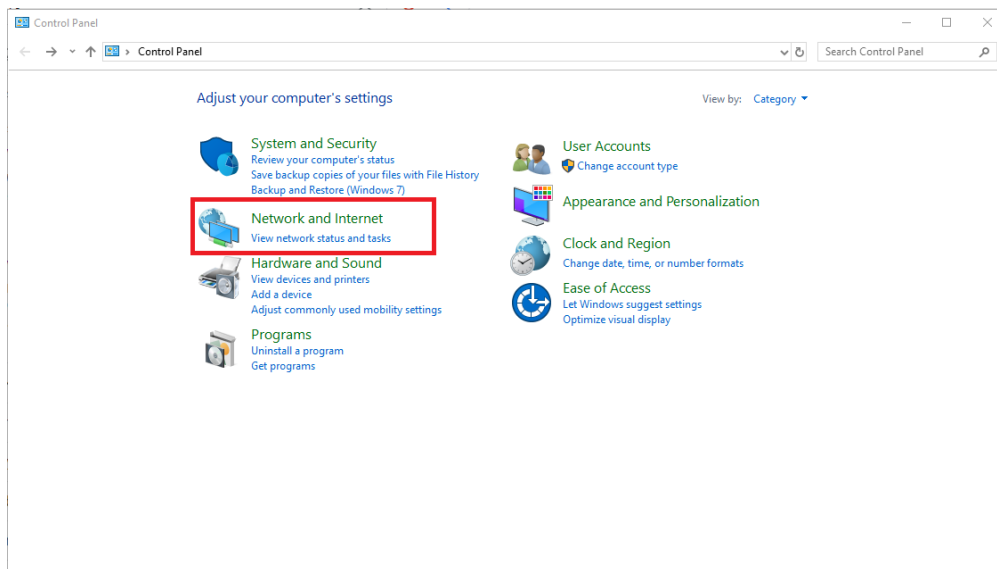 Control Panel
Control Panel
Search Control Panel
Adjust your computer's settings
View by: Category
System and Security
Review your computer's status
Save backup copies of your files with File History
Backup and Restore (Windows 7)
Network and Internet
View network status and tasks
Hardware and Sound
View devices and printers
Add a device
Adjust commonly used mobility settings
Programs
Uninstall a program
Get programs
User Accounts
Change account type
Appearance and Personalization
Clock and Region
Change date, time, or number formats
Ease of Access
Let Windows suggest settings
Optimize visual display